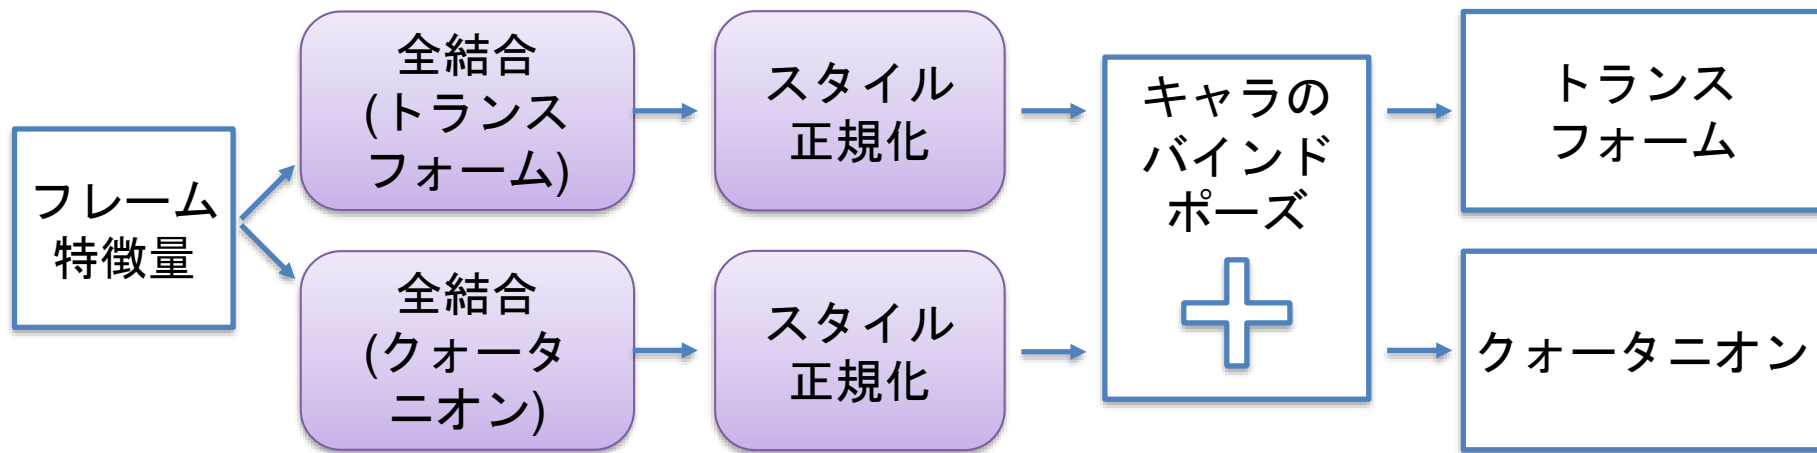 フレーム
特徴量
全結合
(トランス
フォーム)
スタイル
正規化
全結合
(クォータ
ニオン)
スタイル
正規化
キャラの
バインド
ポーズ
トランス
フォーム
クォータニオン